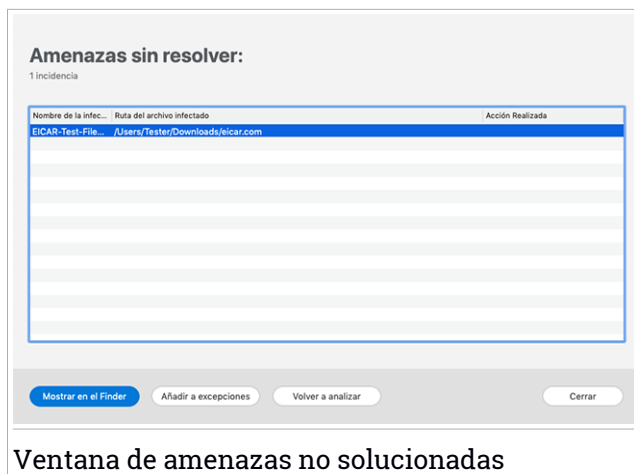 Amenazas sin resolver:
1 incidencia
Nombre de la infec... Ruta del archivo infectado Acción Realizada
EICAR-Test-File... /Users/Tester/Downloads/eicar.com
Mostrar en el Finder Añadir a excepciones Volver a analizar Cerrar
Ventana de amenazas no solucionadas